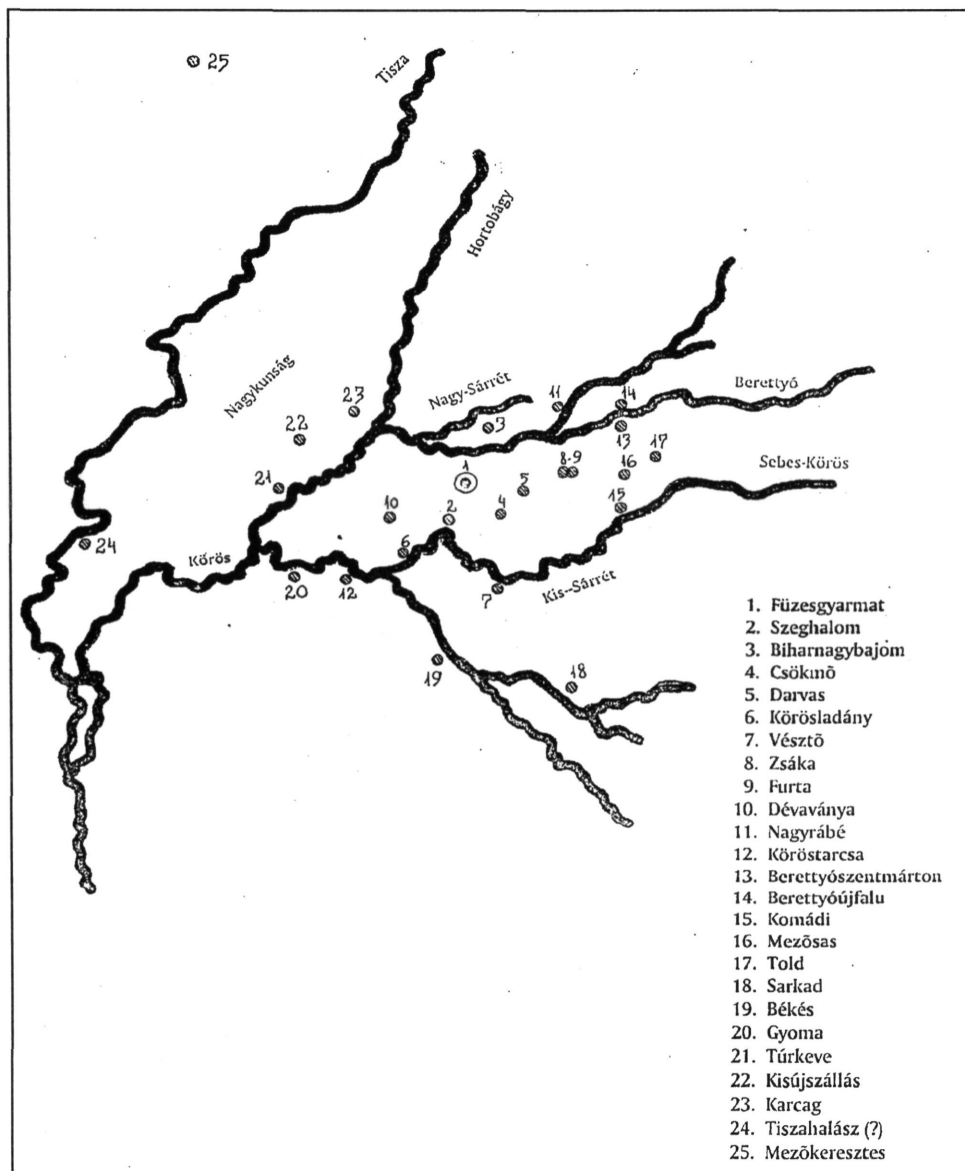 25
Tisza
Hortobágy
Nagykunság
23
22
Nagy-Sárrét
3
11
14
Berettyó
13
17
8-9
16
1
5
21
Sebes-Körös
10
2
4
15
24
Kőrös
6
20
12
7
Kis--Sárrét
19
18
1. Füzesgyarmat
2. Szeghalom
3. Biharnagybajom
4. Csökmõ
5. Darvas
6. Körösladány
7. Vésztõ
8. Zsáka
9. Furta
10. Dévaványa
11. Nagyrábé
12. Köröstarcsa
13. Berettyószentmárton
14. Berettyóújfalu
15. Komádi
16. Mezõsas
17. Told
18. Sarkad
19. Békés
20. Gyoma
21. Túrkeve
22. Kisújszállás
23. Karcag
24. Tiszahalász (?)
25. Mezõkeresztes